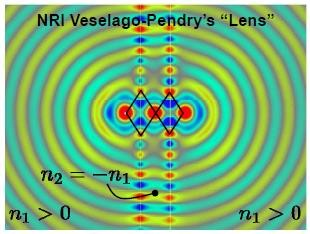 NRI Veselago-Pendry's “Lens”
n₂ = −n₁
n₁ > 0 n₁ > 0